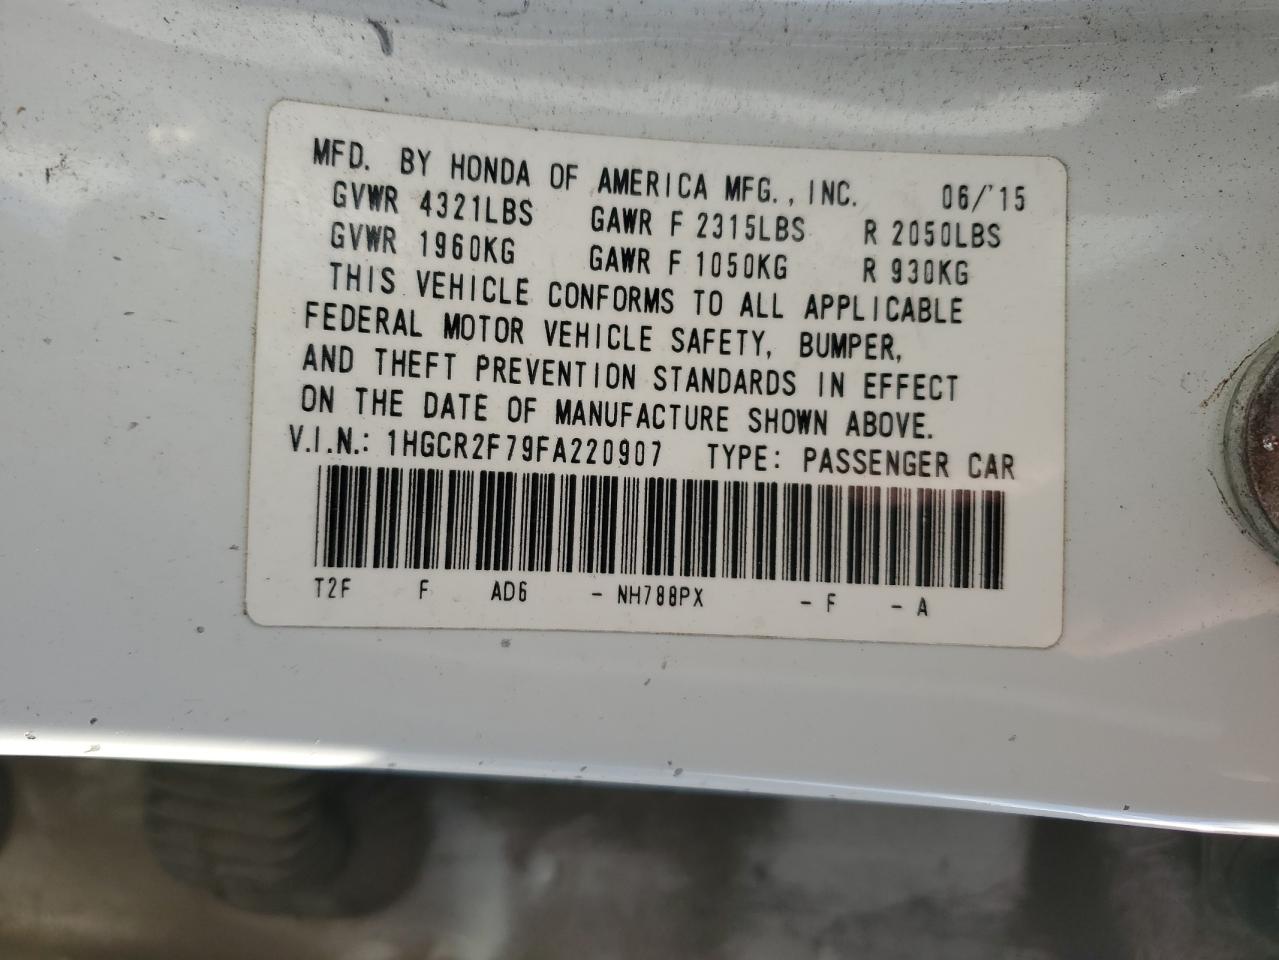 MFD. BY HONDA OF AMERICA MFG., INC. 06/'15
GVWR 4321LBS GAWR F 2315LBS R 2050LBS
GVWR 1960KG GAWR F 1050KG R 930KG
THIS VEHICLE CONFORMS TO ALL APPLICABLE
FEDERAL MOTOR VEHICLE SAFETY, BUMPER,
AND THEFT PREVENTION STANDARDS IN EFFECT
ON THE DATE OF MANUFACTURE SHOWN ABOVE.
V.I.N.: 1HGCR2F79FA220907 TYPE: PASSENGER CAR
T2F F AD6 - NH788PX - F - A